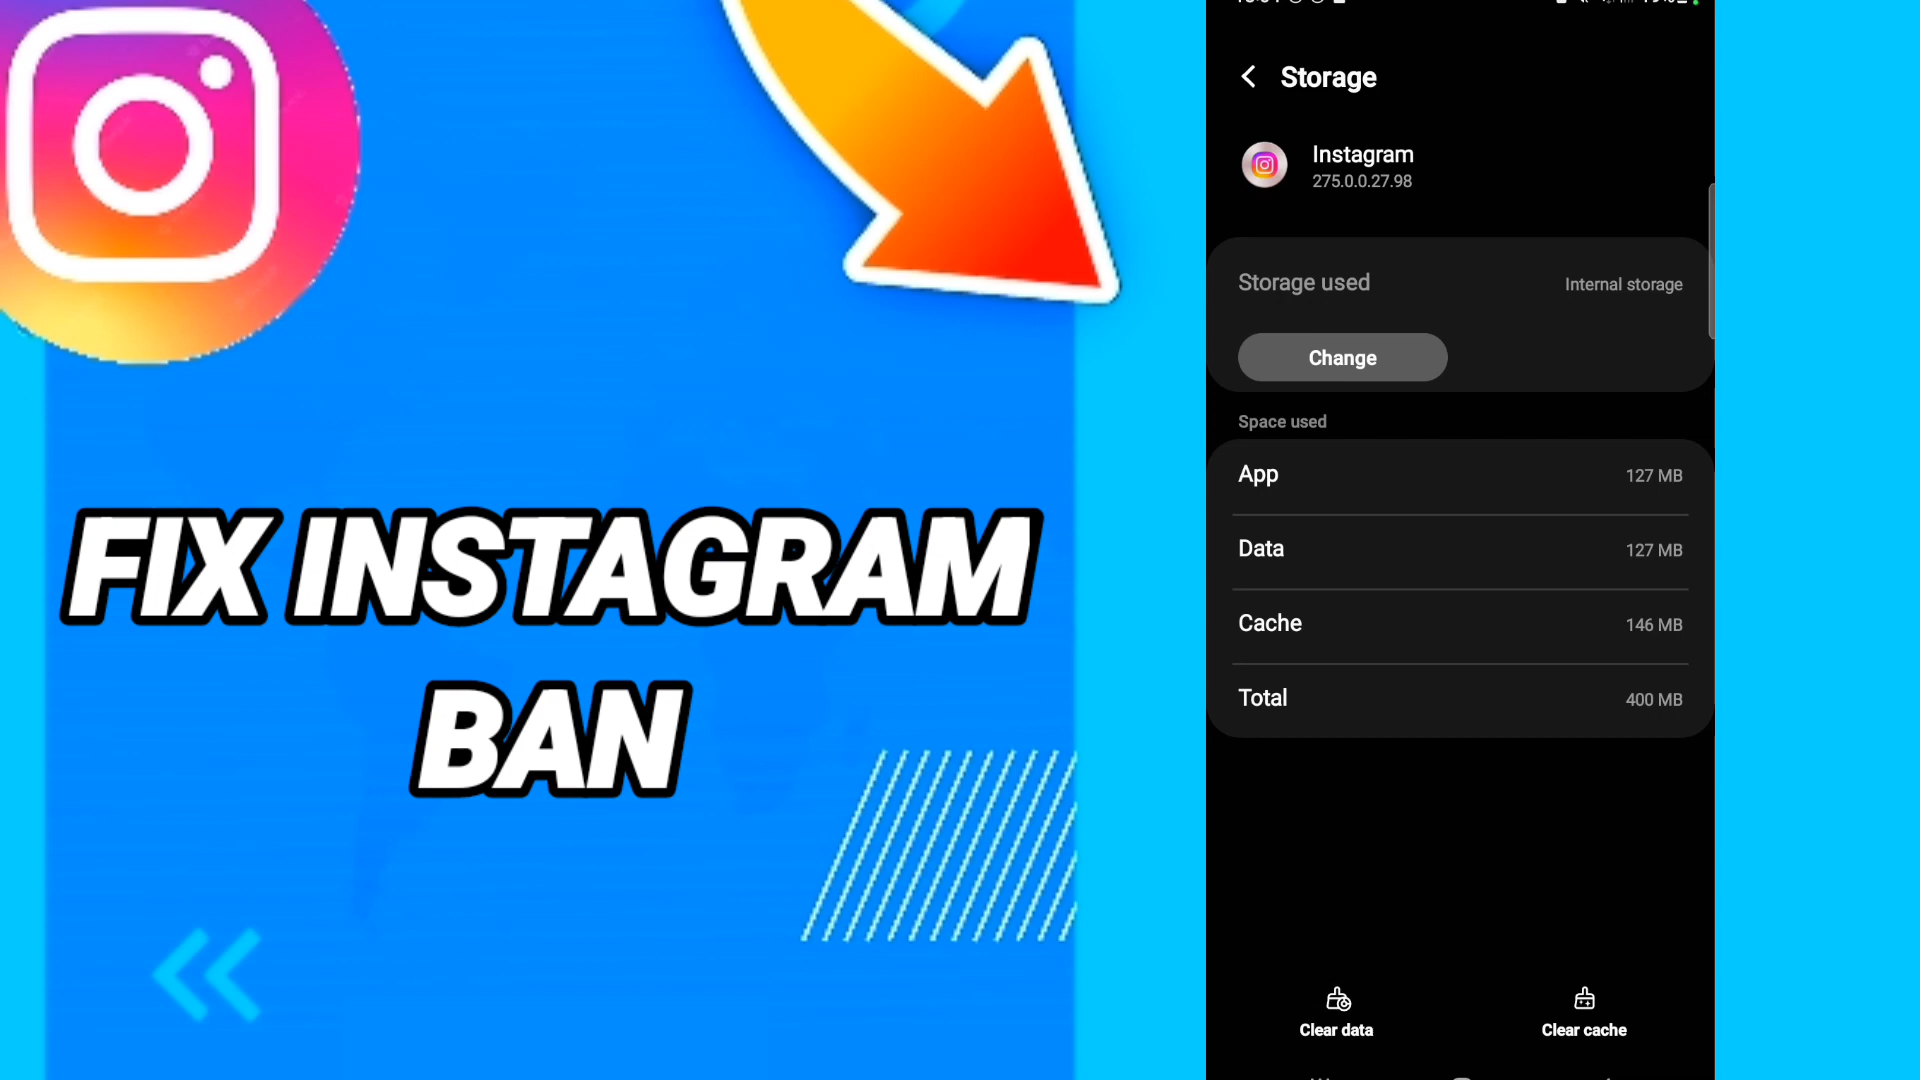 FIX INSTAGRAM
BAN
Storage
Instagram
275.0.0.27.98
Storage used Internal storage
Change
Space used
App 127 MB
Data 127 MB
Cache 146 MB
Total 400 MB
Clear data Clear cache